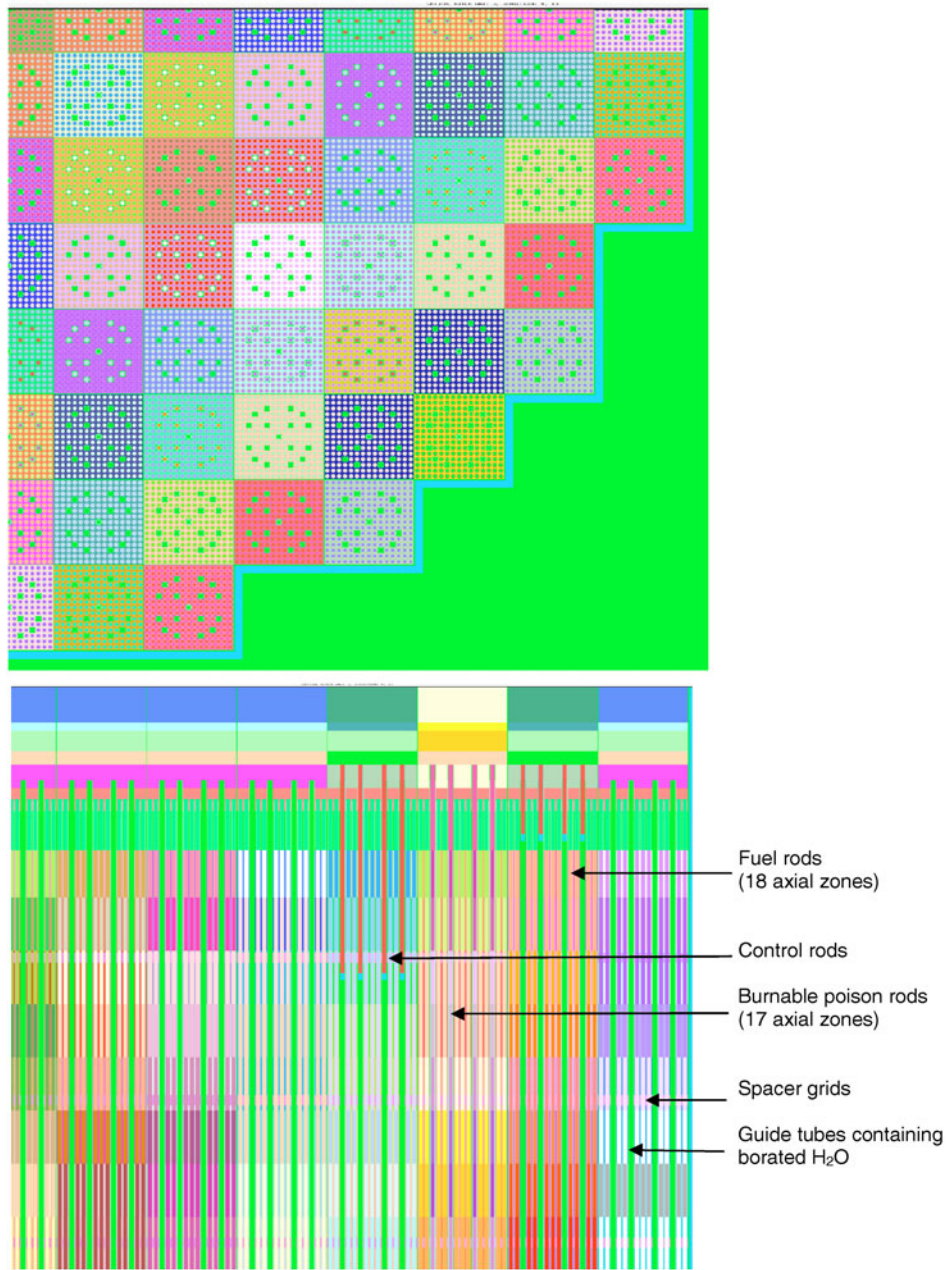 Fuel rods
(18 axial zones)
Control rods
Burnable poison rods
(17 axial zones)
Spacer grids
Guide tubes containing
borated H₂O